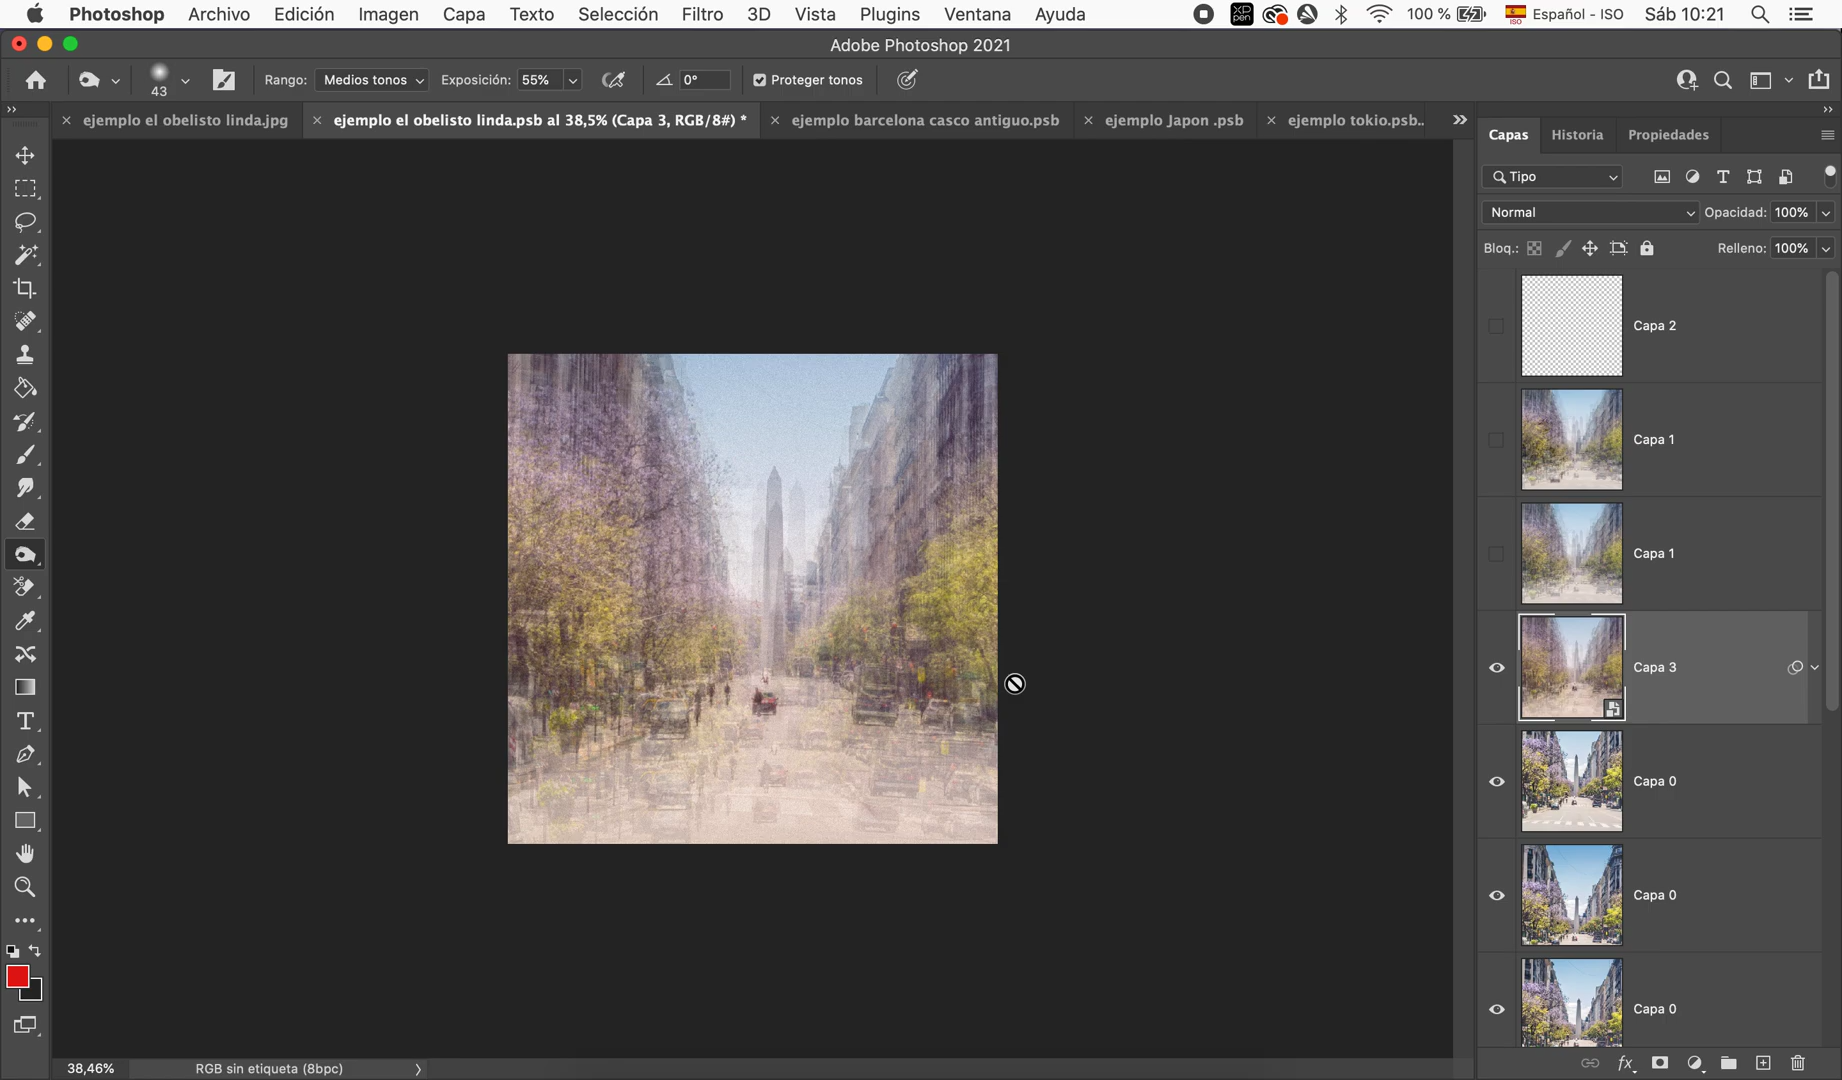 Photoshop Archivo Edición Imagen Capa Texto Selección Filtro 3D Vista Plugins Ventana Ayuda XP pen 100 % ISO Español - ISO Sáb 10:21
Adobe Photoshop 2021
43 Rango: Medios tonos Exposición: 55% 0° Proteger tonos
ejemplo el obelisto linda.jpg ejemplo el obelisto linda.psb al 38,5% (Capa 3, RGB/8#) * ejemplo barcelona casco antiguo.psb ejemplo Japon .psb ejemplo tokio.psb..
Capas Historia Propiedades
Tipo
Normal Opacidad: 100%
Bloq.: Relleno: 100%
Capa 2
Capa 1
Capa 1
Capa 3
Capa 0
Capa 0
Capa 0
38,46% RGB sin etiqueta (8bpc)